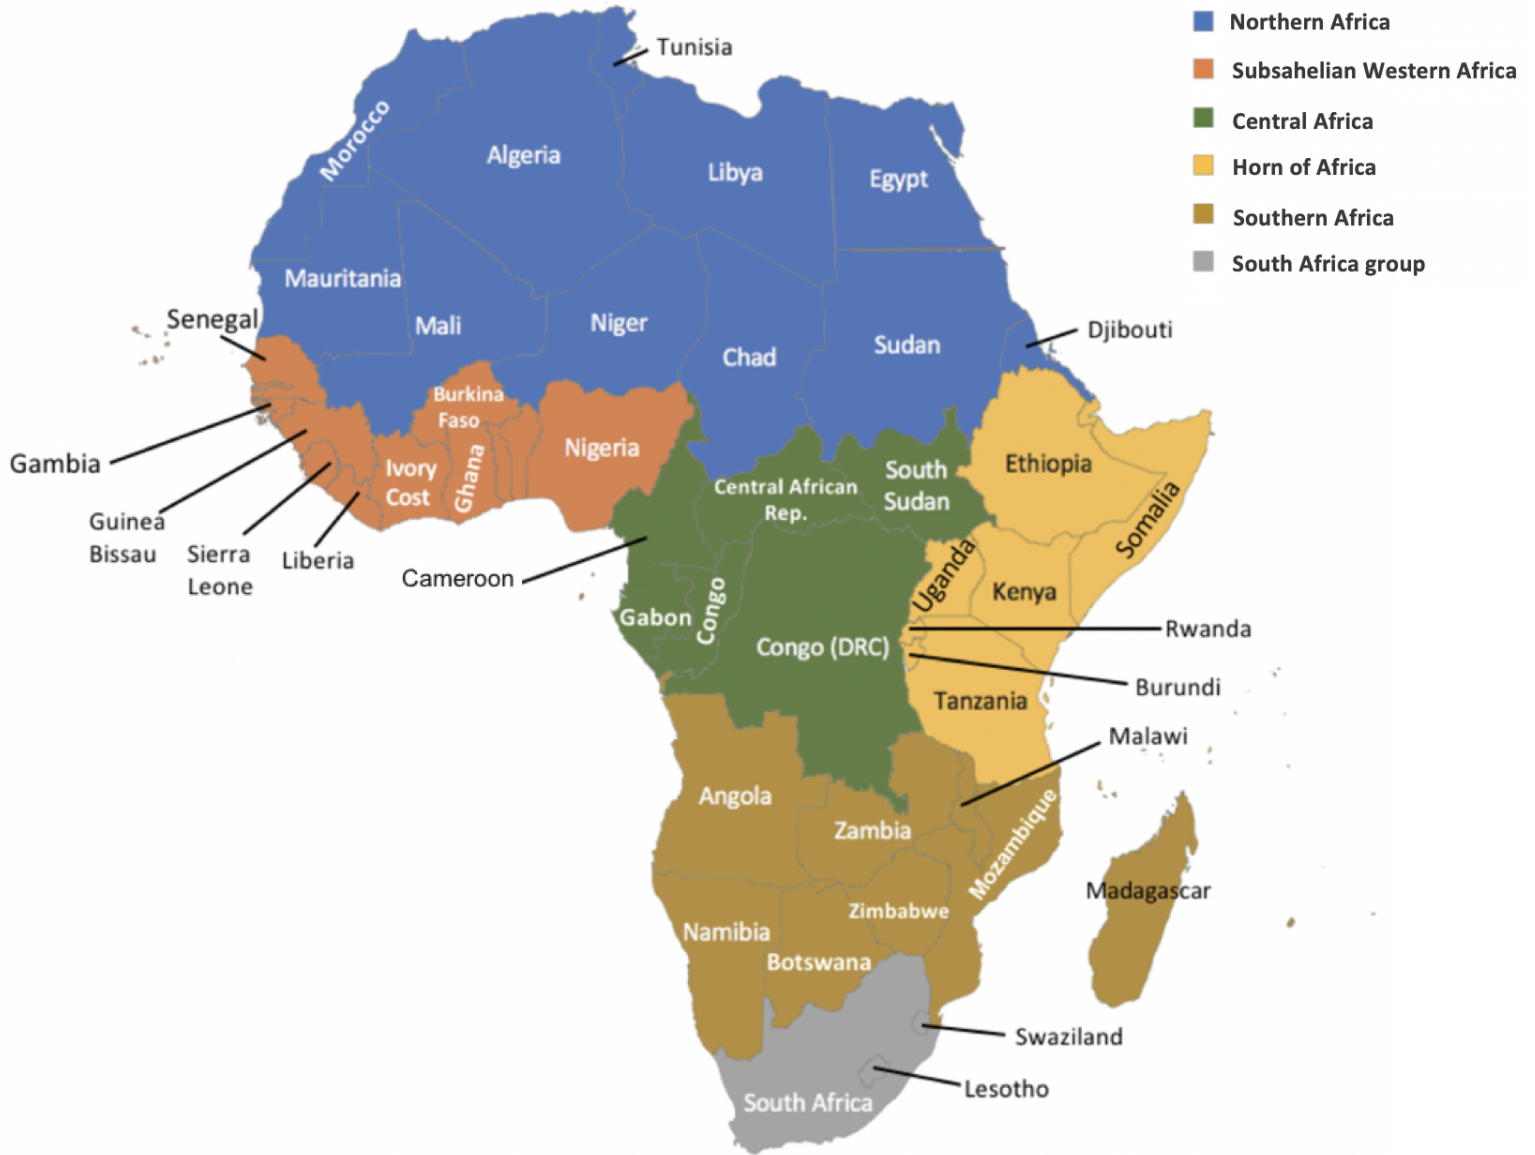 Northern Africa
Subsahelian Western Africa
Central Africa
Horn of Africa
Southern Africa
South Africa group
Tunisia
Morocco
Algeria
Libya
Egypt
Mauritania
Mali
Niger
Chad
Sudan
Djibouti
Senegal
Burkina
Faso
Nigeria
Gambia
Ivory
Cost
Ghana
Guinea
Bissau
Sierra
Leone
Liberia
Cameroon
Central African
Rep.
South
Sudan
Ethiopia
Somalia
Uganda
Kenya
Gabon
Congo
Congo (DRC)
Rwanda
Burundi
Tanzania
Malawi
Angola
Zambia
Mozambique
Madagascar
Zimbabwe
Namibia
Botswana
Swaziland
Lesotho
South Africa